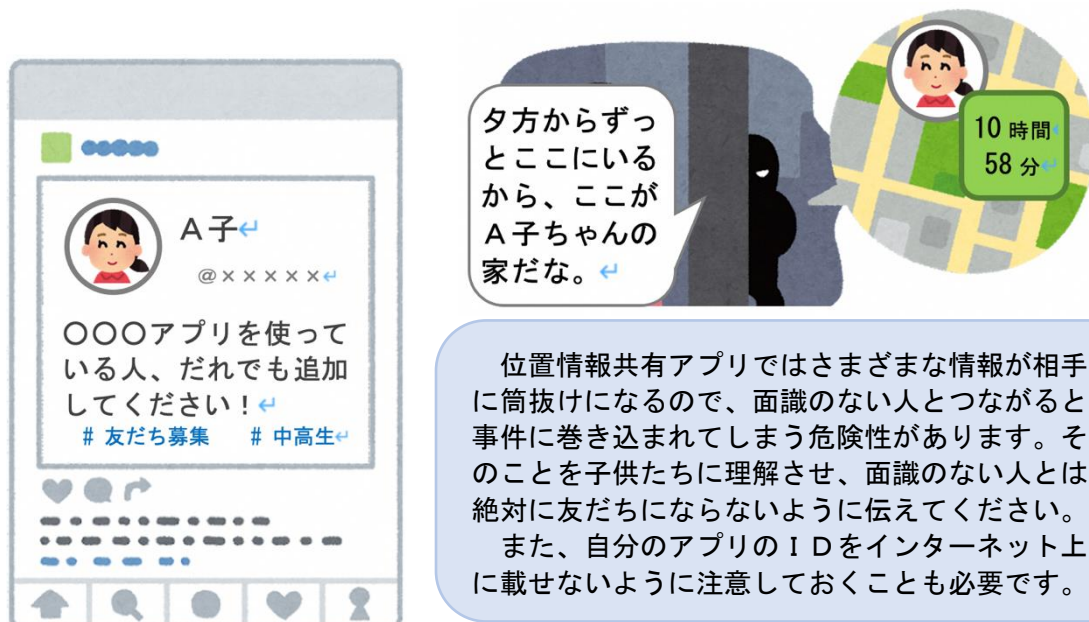 A子
@×××××
〇〇〇アプリを使って
いる人、だれでも追加
してください！
# 友だち募集　# 中高生
夕方からずっ
とここにいる
から、ここが
A子ちゃんの
家だな。
10 時間
58 分
位置情報共有アプリではさまざまな情報が相手
に筒抜けになるので、面識のない人とつながると
事件に巻き込まれてしまう危険性があります。そ
のことを子供たちに理解させ、面識のない人とは
絶対に友だちにならないように伝えてください。
また、自分のアプリのＩＤをインターネット上
に載せないように注意しておくことも必要です。